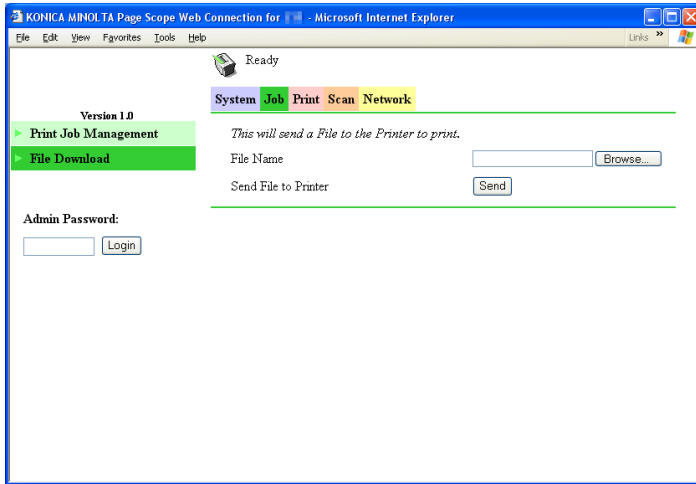 KONICA MINOLTA Page Scope Web Connection for - Microsoft Internet Explorer
File Edit View Favorites Tools Help Links »
Ready
System Job Print Scan Network
Version 1.0
Print Job Management
File Download
This will send a File to the Printer to print.
File Name Browse...
Send File to Printer Send
Admin Password:
Login